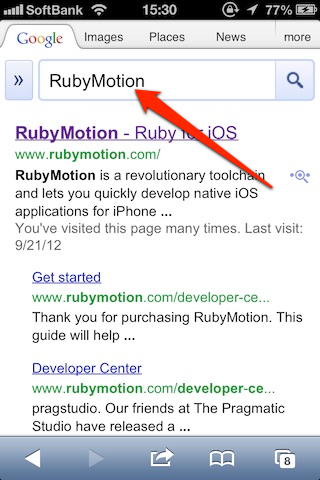 SoftBank 15:30 77%
Google Images Places News more
» RubyMotion
RubyMotion - Ruby for iOS
www.rubymotion.com/
RubyMotion is a revolutionary toolchain
and lets you quickly develop native iOS
applications for iPhone ...
You've visited this page many times. Last visit:
9/21/12
Get started
www.rubymotion.com/developer-ce...
Thank you for purchasing RubyMotion. This
guide will help ...
Developer Center
www.rubymotion.com/developer-ce...
pragstudio. Our friends at The Pragmatic
Studio have released a ...
8